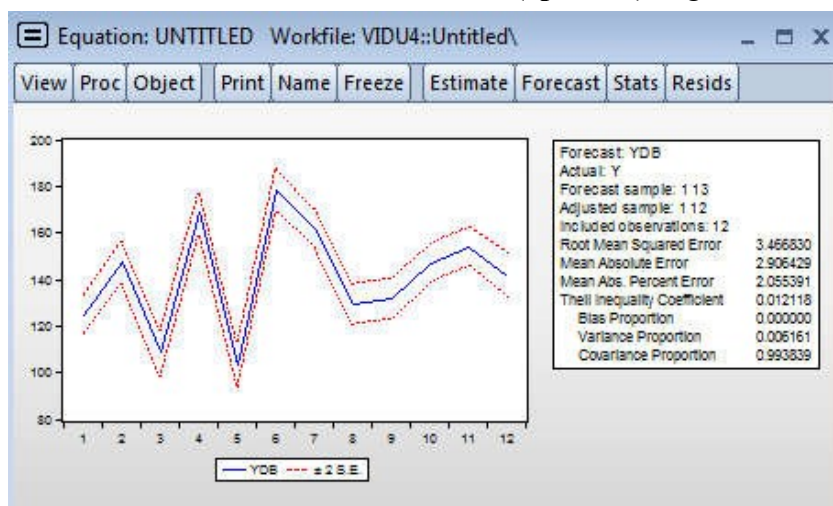 Equation: UNTITLED Workfile: VIDU4::Untitled\
View Proc Object Print Name Freeze Estimate Forecast Stats Resids
200
180
160
140
120
100
80
1 2 3 4 5 6 7 8 9 10 11 12
YDB ± 2 S.E.
Forecast: YDB
Actual: Y
Forecast sample: 1 13
Adjusted sample: 1 12
Included observations: 12
Root Mean Squared Error 3.466830
Mean Absolute Error 2.906429
Mean Abs. Percent Error 2.055391
Theil Inequality Coefficient 0.012118
Bias Proportion 0.000000
Variance Proportion 0.006161
Covariance Proportion 0.993839